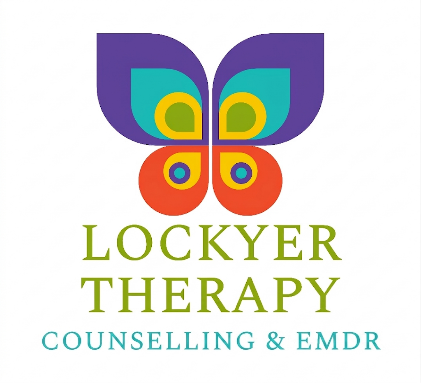 LOCKYER
THERAPY
COUNSELLING & EMDR